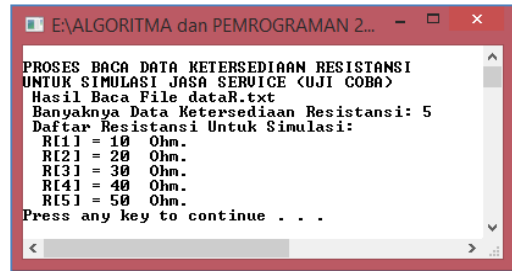 E:\ALGORITMA dan PEMROGRAMAN 2...
PROSES BACA DATA KETERSEDIAAN RESISTANSI
UNTUK SIMULASI JASA SERVICE (UJI COBA)
Hasil Baca File dataR.txt
Banyaknya Data Ketersediaan Resistansi: 5
Daftar Resistansi Untuk Simulasi:
R[1] = 10 Ohm.
R[2] = 20 Ohm.
R[3] = 30 Ohm.
R[4] = 40 Ohm.
R[5] = 50 Ohm.
Press any key to continue . . .